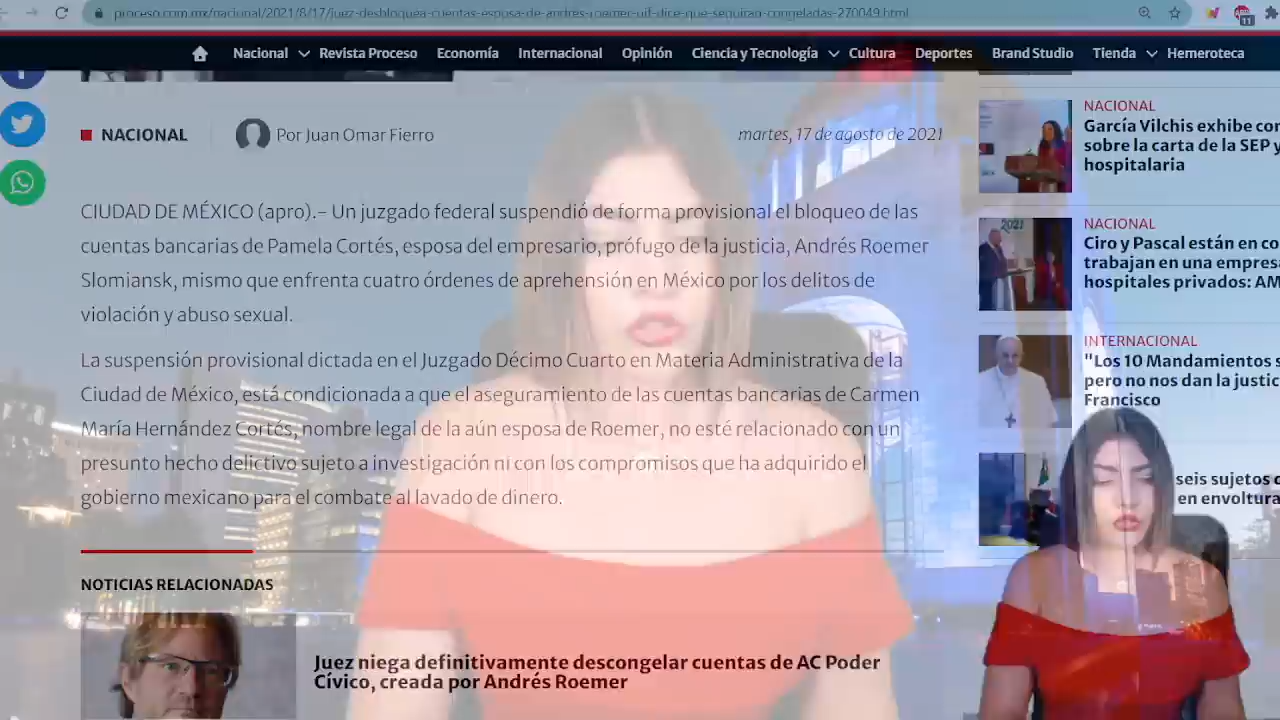 proceso.com.mx/nacional/2021/8/17/juez-desbloquea-cuentas-esposa-de-andres-roemer-uif-dice-que-seguiran-congeladas-270049.html
Nacional Revista Proceso Economía Internacional Opinión Ciencia y Tecnología Cultura Deportes Brand Studio Tienda Hemeroteca
NACIONAL Por Juan Omar Fierro martes, 17 de agosto de 2021
CIUDAD DE MÉXICO (apro).- Un juzgado federal suspendió de forma provisional el bloqueo de las
cuentas bancarias de Pamela Cortés, esposa del empresario, prófugo de la justicia, Andrés Roemer
Slomiansk, mismo que enfrenta cuatro órdenes de aprehensión en México por los delitos de
violación y abuso sexual.
La suspensión provisional dictada en el Juzgado Décimo Cuarto en Materia Administrativa de la
Ciudad de México, está condicionada a que el aseguramiento de las cuentas bancarias de Carmen
María Hernández Cortés, nombre legal de la aún esposa de Roemer, no esté relacionado con un
presunto hecho delictivo sujeto a investigación ni con los compromisos que ha adquirido el
gobierno mexicano para el combate al lavado de dinero.
NOTICIAS RELACIONADAS
Juez niega definitivamente descongelar cuentas de AC Poder
Cívico, creada por Andrés Roemer
NACIONAL
García Vilchis exhibe
sobre la carta de la SEP y
hospitalaria
NACIONAL
2021
Ciro y Pascal están en
trabajan en una
hospitales privados:
INTERNACIONAL
"Los 10 Mandamientos
pero no nos dan la
Francisco
seis sujetos
en
11